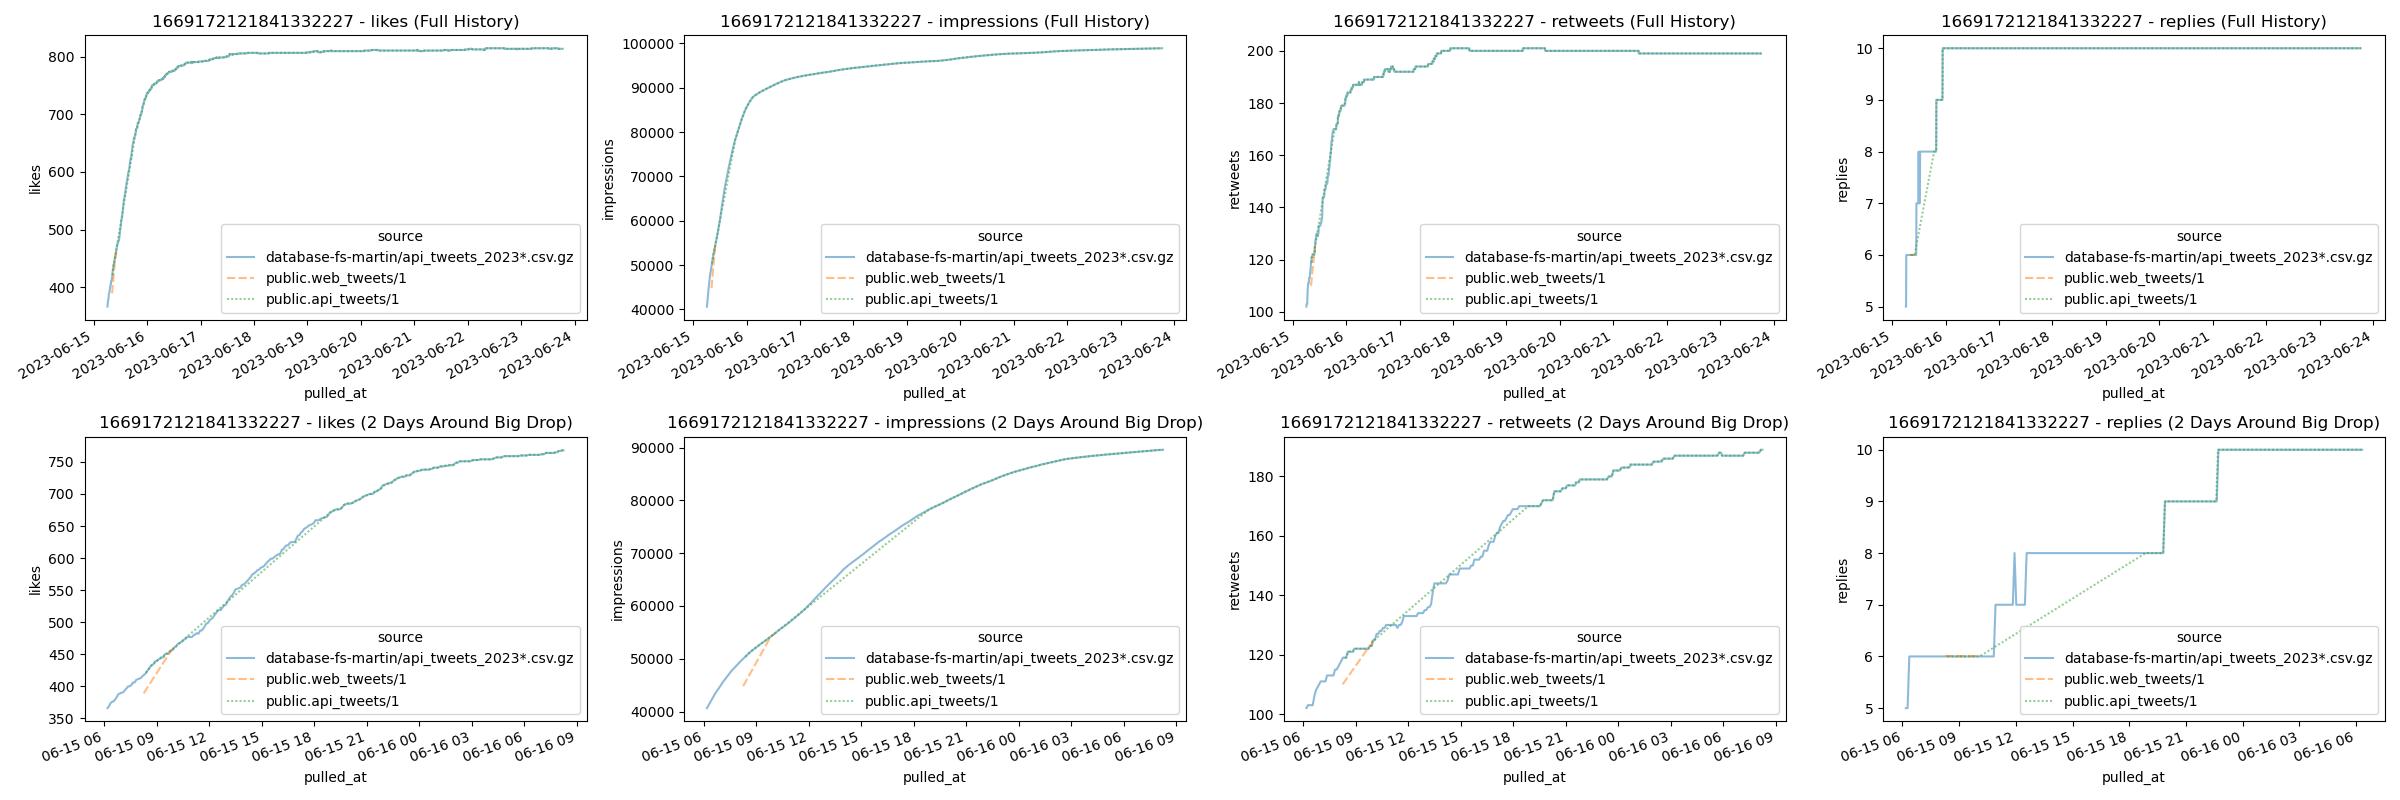 1669172121841332227 - likes (Full History)
800
700
600
500
400
likes
source
database-fs-martin/api_tweets_2023*.csv.gz
public.web_tweets/1
public.api_tweets/1
2023-06-15
2023-06-16
2023-06-17
2023-06-18
2023-06-19
2023-06-20
2023-06-21
2023-06-22
2023-06-23
2023-06-24
pulled_at
1669172121841332227 - impressions (Full History)
100000
90000
80000
70000
60000
50000
40000
impressions
source
database-fs-martin/api_tweets_2023*.csv.gz
public.web_tweets/1
public.api_tweets/1
2023-06-15
2023-06-16
2023-06-17
2023-06-18
2023-06-19
2023-06-20
2023-06-21
2023-06-22
2023-06-23
2023-06-24
pulled_at
1669172121841332227 - retweets (Full History)
200
180
160
140
120
100
retweets
source
database-fs-martin/api_tweets_2023*.csv.gz
public.web_tweets/1
public.api_tweets/1
2023-06-15
2023-06-16
2023-06-17
2023-06-18
2023-06-19
2023-06-20
2023-06-21
2023-06-22
2023-06-23
2023-06-24
pulled_at
1669172121841332227 - replies (Full History)
10
9
8
7
6
5
replies
source
database-fs-martin/api_tweets_2023*.csv.gz
public.web_tweets/1
public.api_tweets/1
2023-06-15
2023-06-16
2023-06-17
2023-06-18
2023-06-19
2023-06-20
2023-06-21
2023-06-22
2023-06-23
2023-06-24
pulled_at
1669172121841332227 - likes (2 Days Around Big Drop)
750
700
650
600
550
500
450
400
350
likes
source
database-fs-martin/api_tweets_2023*.csv.gz
public.web_tweets/1
public.api_tweets/1
06-15 06
06-15 09
06-15 12
06-15 15
06-15 18
06-15 21
06-16 00
06-16 03
06-16 06
06-16 09
pulled_at
1669172121841332227 - impressions (2 Days Around Big Drop)
90000
80000
70000
60000
50000
40000
impressions
source
database-fs-martin/api_tweets_2023*.csv.gz
public.web_tweets/1
public.api_tweets/1
06-15 06
06-15 09
06-15 12
06-15 15
06-15 18
06-15 21
06-16 00
06-16 03
06-16 06
06-16 09
pulled_at
1669172121841332227 - retweets (2 Days Around Big Drop)
180
160
140
120
100
retweets
source
database-fs-martin/api_tweets_2023*.csv.gz
public.web_tweets/1
public.api_tweets/1
06-15 06
06-15 09
06-15 12
06-15 15
06-15 18
06-15 21
06-16 00
06-16 03
06-16 06
06-16 09
pulled_at
1669172121841332227 - replies (2 Days Around Big Drop)
10
9
8
7
6
5
replies
source
database-fs-martin/api_tweets_2023*.csv.gz
public.web_tweets/1
public.api_tweets/1
06-15 06
06-15 09
06-15 12
06-15 15
06-15 18
06-15 21
06-16 00
06-16 03
06-16 06
pulled_at